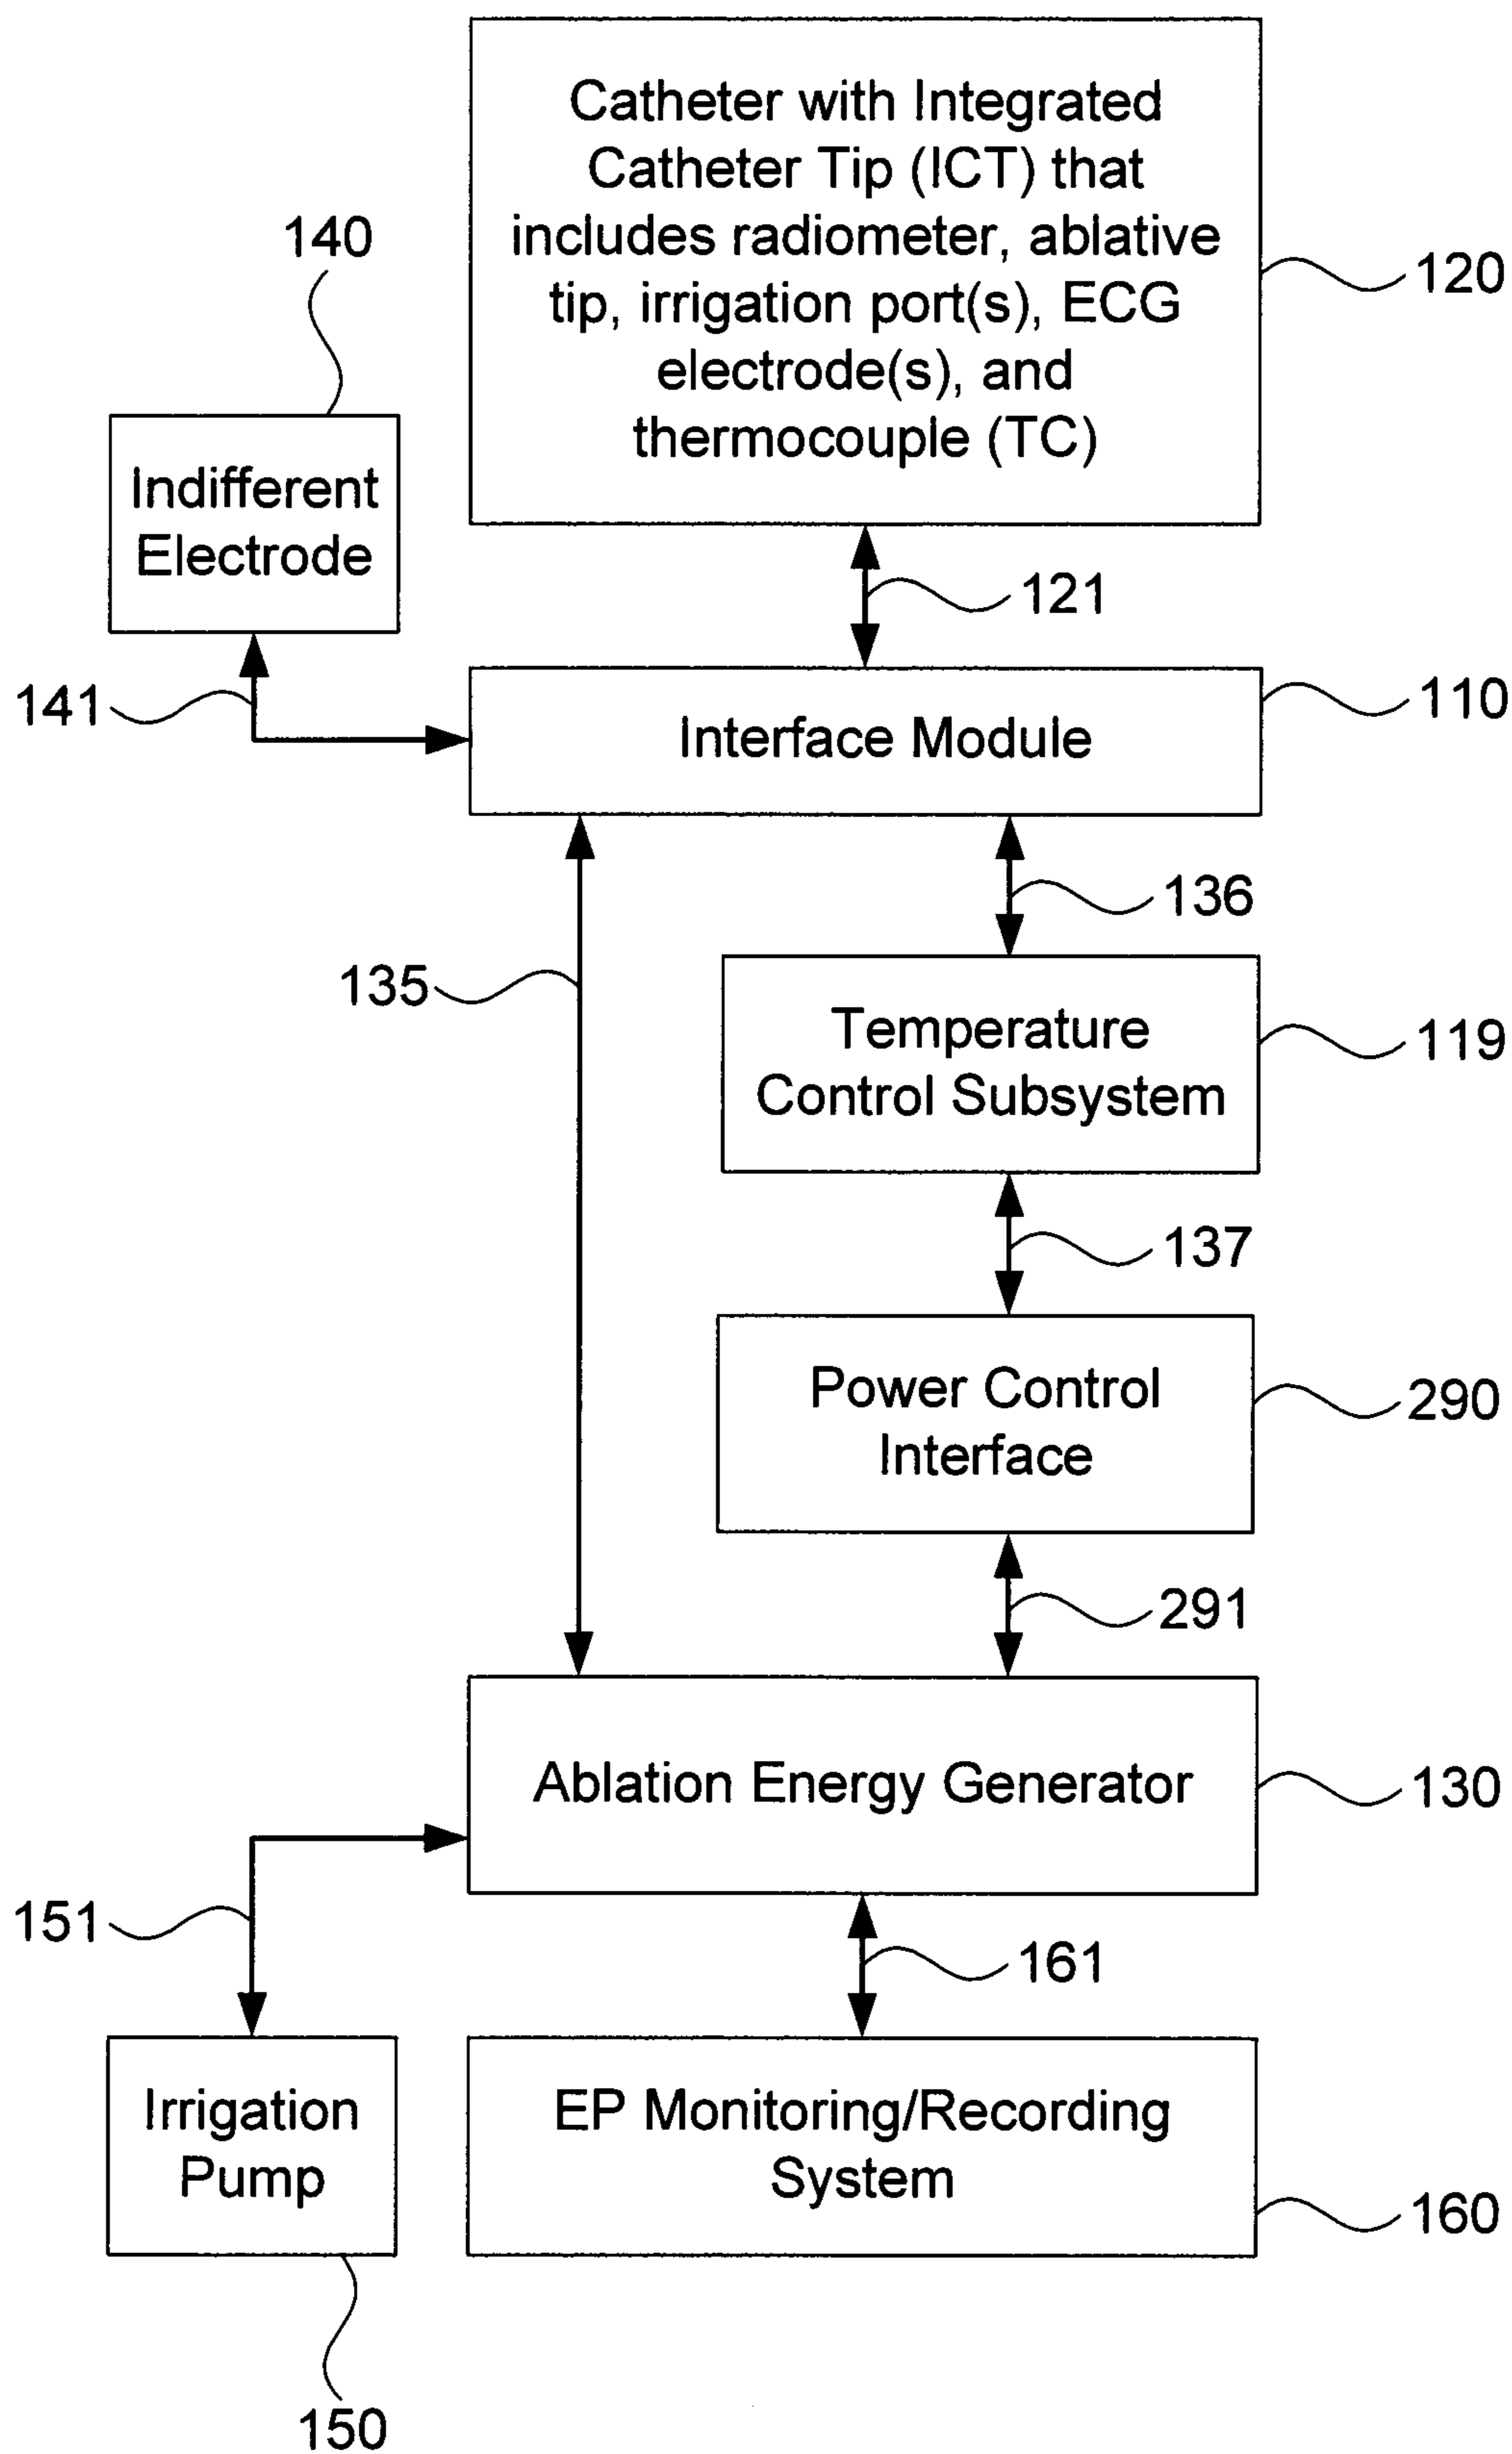 Catheter with Integrated
Catheter Tip (ICT) that
includes radiometer, ablative
tip, irrigation port(s), ECG
electrode(s), and
thermocouple (TC)
120
140
Indifferent
Electrode
121
141
Interface Module
110
136
135
Temperature
Control Subsystem
119
137
Power Control
Interface
290
291
Ablation Energy Generator
130
151
161
Irrigation
Pump
EP Monitoring/Recording
System
160
150